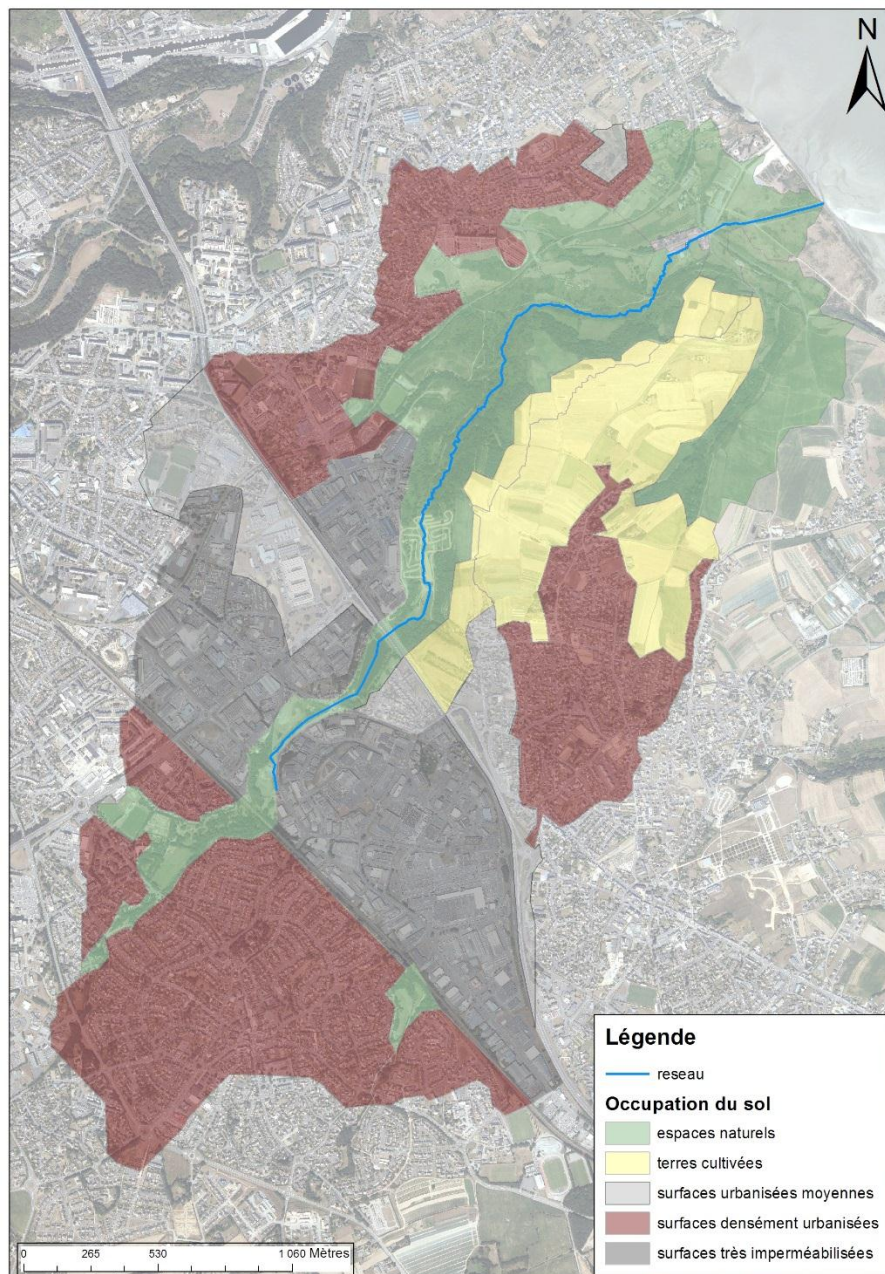 N
Légende
reseau
Occupation du sol
espaces naturels
terres cultivées
surfaces urbanisées moyennes
surfaces densément urbanisées
surfaces très imperméabilisées
0 265 530 1 060 Mètres